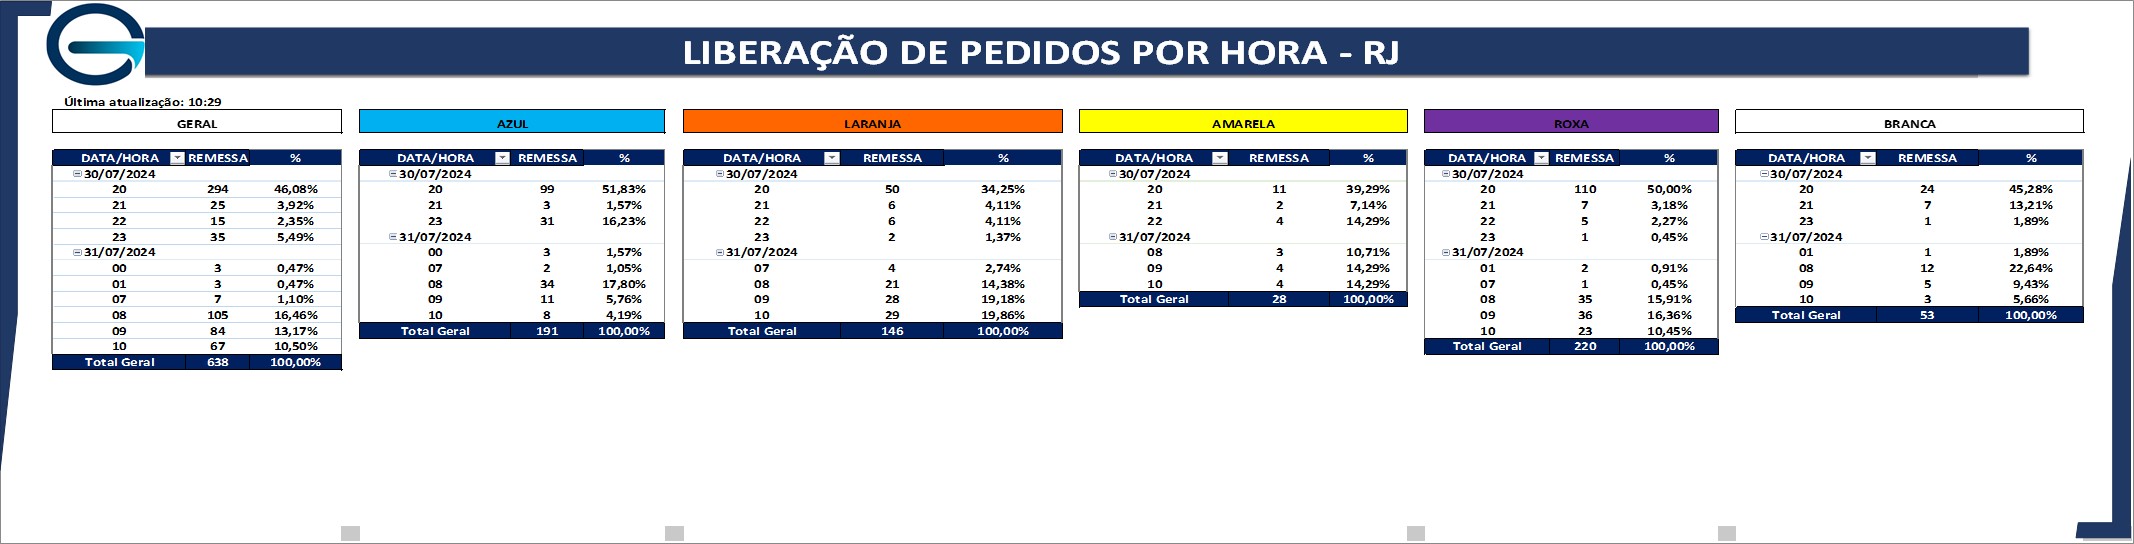 LIBERAÇÃO DE PEDIDOS POR HORA - RJ
Última atualização: 10:29
GERAL
DATA/HORA REMESSA %
30/07/2024
20 294 46,08%
21 25 3,92%
22 15 2,35%
23 35 5,49%
31/07/2024
00 3 0,47%
01 3 0,47%
07 7 1,10%
08 105 16,46%
09 84 13,17%
10 67 10,50%
Total Geral 638 100,00%
AZUL
DATA/HORA REMESSA %
30/07/2024
20 99 51,83%
21 3 1,57%
23 31 16,23%
31/07/2024
00 3 1,57%
07 2 1,05%
08 34 17,80%
09 11 5,76%
10 8 4,19%
Total Geral 191 100,00%
LARANJA
DATA/HORA REMESSA %
30/07/2024
20 50 34,25%
21 6 4,11%
22 6 4,11%
23 2 1,37%
31/07/2024
07 4 2,74%
08 21 14,38%
09 28 19,18%
10 29 19,86%
Total Geral 146 100,00%
AMARELA
DATA/HORA REMESSA %
30/07/2024
20 11 39,29%
21 2 7,14%
22 4 14,29%
31/07/2024
08 3 10,71%
09 4 14,29%
10 4 14,29%
Total Geral 28 100,00%
ROXA
DATA/HORA REMESSA %
30/07/2024
20 110 50,00%
21 7 3,18%
22 5 2,27%
23 1 0,45%
31/07/2024
01 2 0,91%
07 1 0,45%
08 35 15,91%
09 36 16,36%
10 23 10,45%
Total Geral 220 100,00%
BRANCA
DATA/HORA REMESSA %
30/07/2024
20 24 45,28%
21 7 13,21%
23 1 1,89%
31/07/2024
01 1 1,89%
08 12 22,64%
09 5 9,43%
10 3 5,66%
Total Geral 53 100,00%